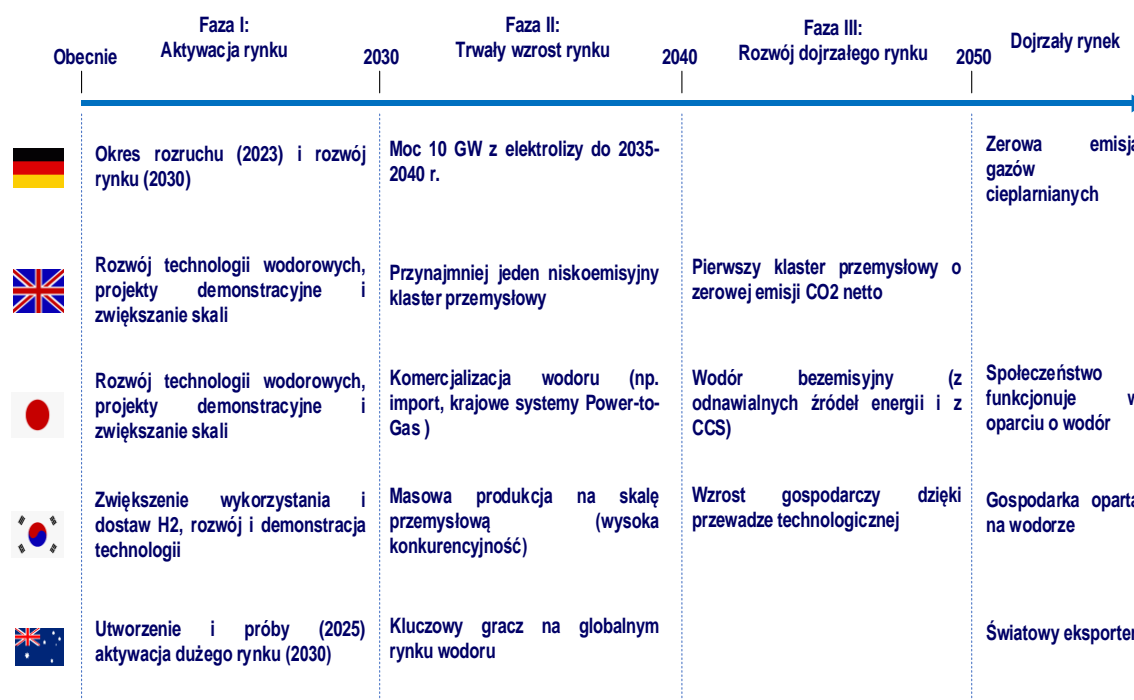 Faza I:
Aktywacja rynku
Faza II:
Trwały wzrost rynku
Faza III:
Rozwój dojrzałego rynku
Dojrzały rynek
Obecnie
2030
2040
2050
Okres rozruchu (2023) i rozwój
rynku (2030)
Moc 10 GW z elektrolizy do 2035-
2040 r.
Zerowa emisja
gazów
cieplarnianych
Rozwój technologii wodorowych,
projekty demonstracyjne i
zwiększanie skali
Przynajmniej jeden niskoemisyjny
klaster przemysłowy
Pierwszy klaster przemysłowy o
zerowej emisji CO2 netto
Rozwój technologii wodorowych,
projekty demonstracyjne i
zwiększanie skali
Komercjalizacja wodoru (np.
import, krajowe systemy Power-to-
Gas )
Wodór bezemisyjny (z
odnawialnych źródeł energii i z
CCS)
Społeczeństwo
funkcjonuje w
oparciu o wodór
Zwiększenie wykorzystania i
dostaw H2, rozwój i demonstracja
technologii
Masowa produkcja na skalę
przemysłową (wysoka
konkurencyjność)
Wzrost gospodarczy dzięki
przewadze technologicznej
Gospodarka oparta
na wodorze
Utworzenie i próby (2025)
aktywacja dużego rynku (2030)
Kluczowy gracz na globalnym
rynku wodoru
Światowy eksporter